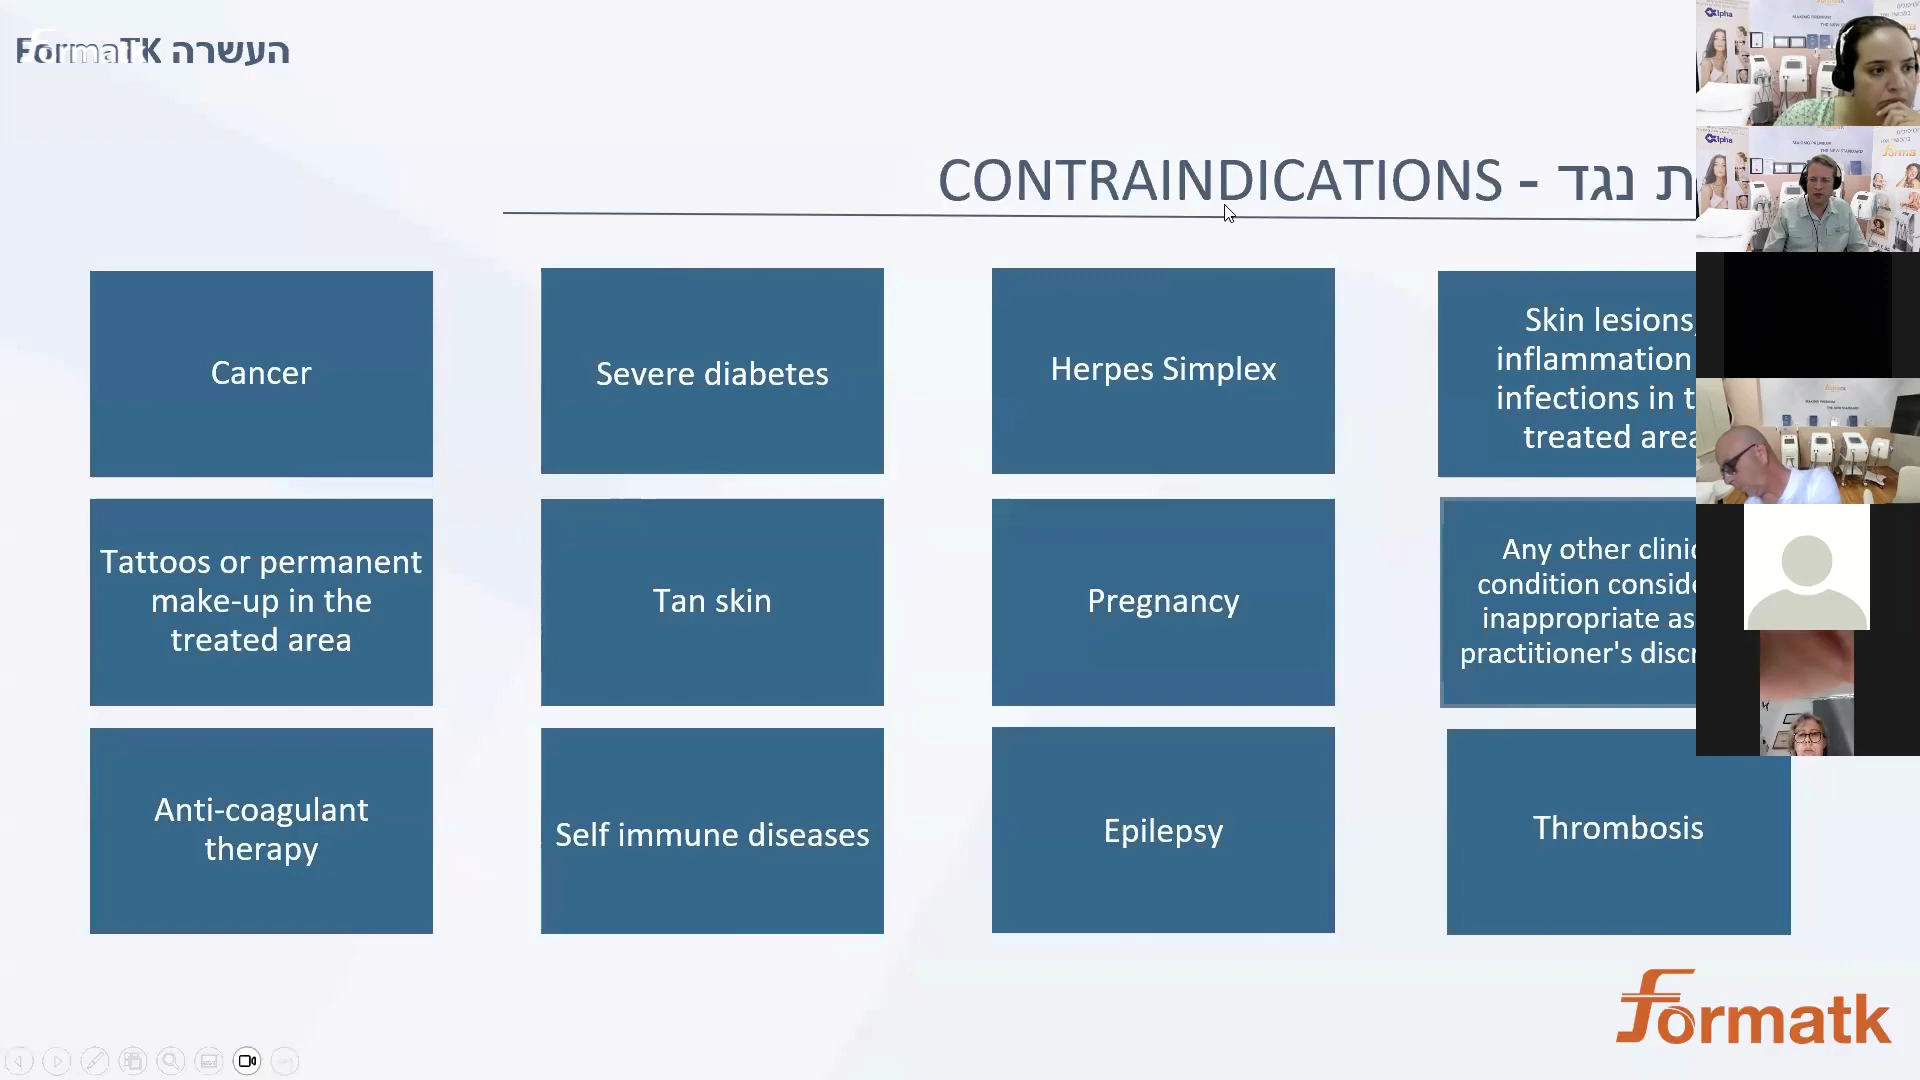 FormaTK העשרה
CONTRAINDICATIONS - ת נגד
Cancer
Severe diabetes
Herpes Simplex
Skin lesions,
inflammation
infections in t
treated area
Tattoos or permanent
make-up in the
treated area
Tan skin
Pregnancy
Any other clinic
condition conside
inappropriate as
practitioner's discr
Anti-coagulant
therapy
Self immune diseases
Epilepsy
Thrombosis
formatk